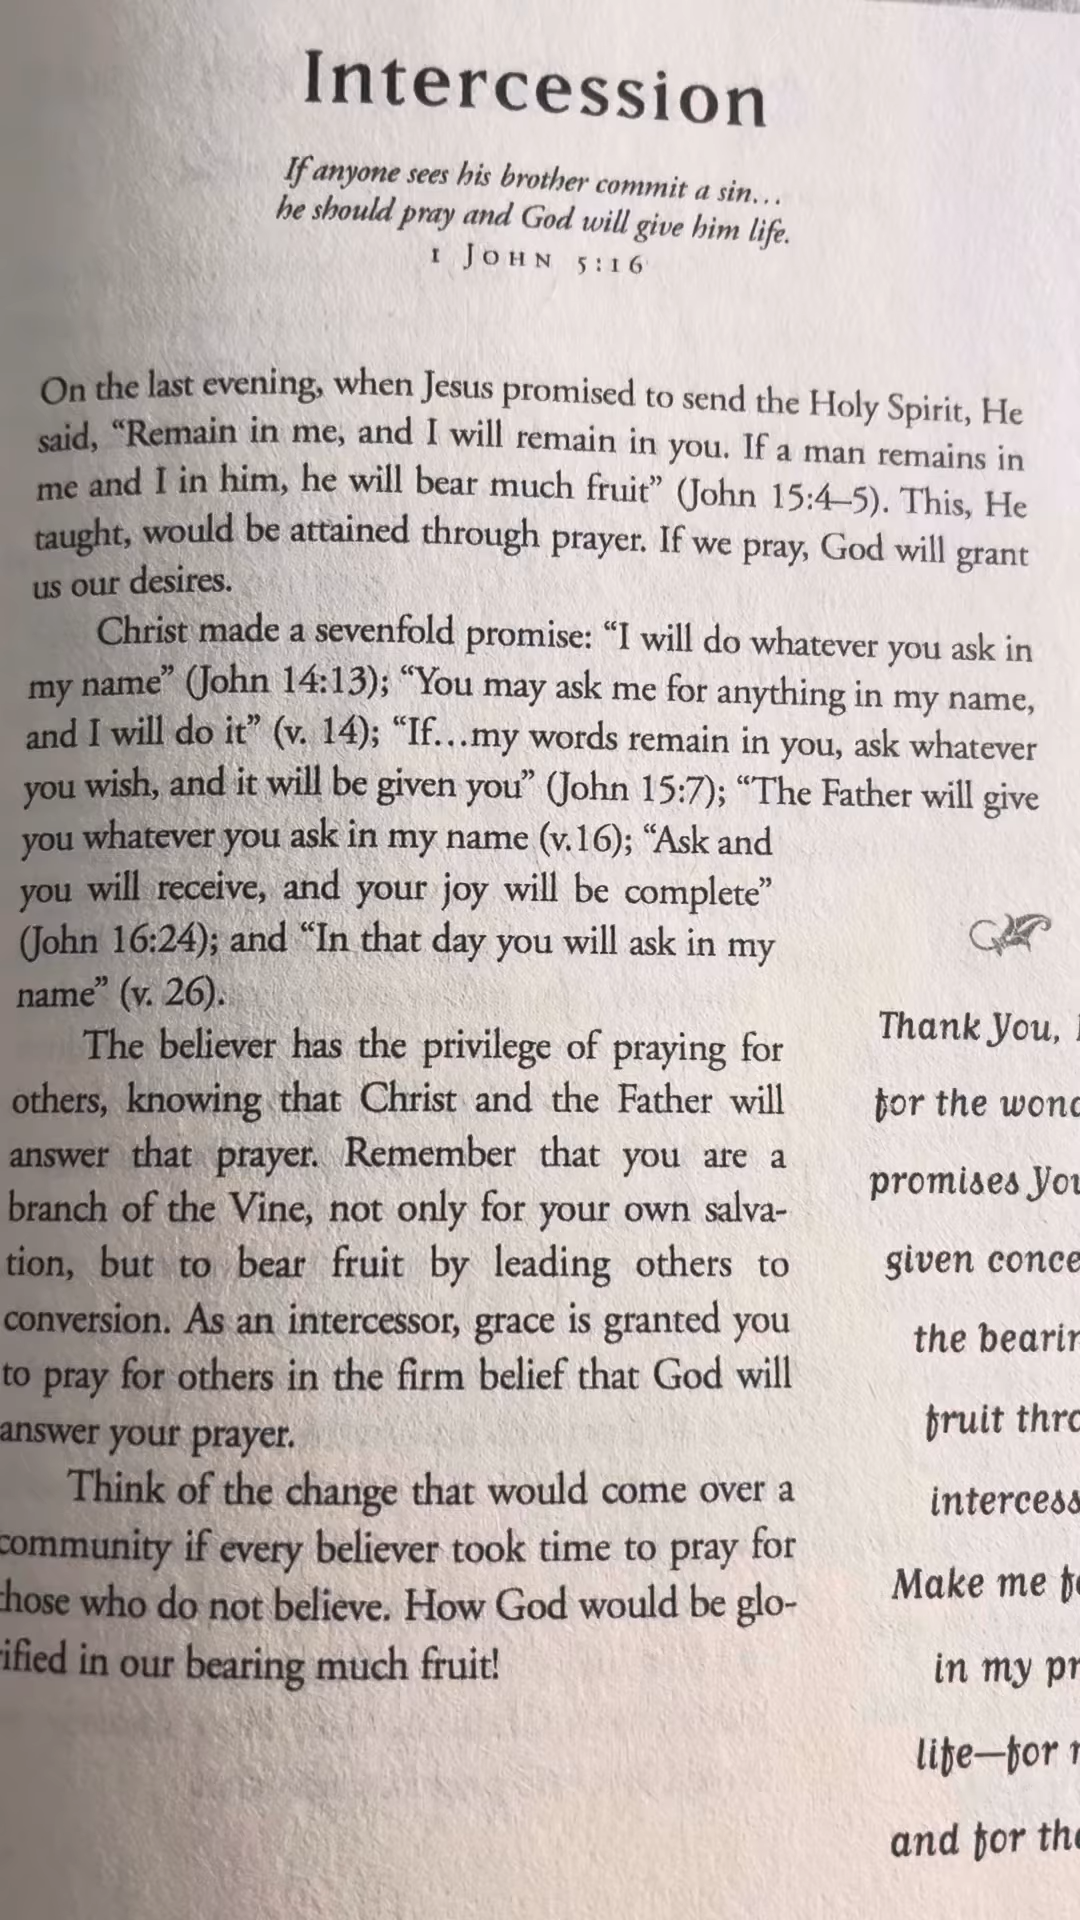 Intercession
If anyone sees his brother commit a sin...
he should pray and God will give him life.
1 JOHN 5:16
On the last evening, when Jesus promised to send the Holy Spirit, He
said, “Remain in me, and I will remain in you. If a man remains in
me and I in him, he will bear much fruit” (John 15:4–5). This, He
taught, would be attained through prayer. If we pray, God will grant
us our desires.
Christ made a sevenfold promise: “I will do whatever you ask in
my name” (John 14:13); “You may ask me for anything in my name,
and I will do it” (v. 14); “If...my words remain in you, ask whatever
you wish, and it will be given you” (John 15:7); “The Father will give
you whatever you ask in my name (v.16); “Ask and
you will receive, and your joy will be complete”
(John 16:24); and “In that day you will ask in my
name” (v. 26).
The believer has the privilege of praying for
others, knowing that Christ and the Father will
answer that prayer. Remember that you are a
branch of the Vine, not only for your own salva-
tion, but to bear fruit by leading others to
conversion. As an intercessor, grace is granted you
to pray for others in the firm belief that God will
answer your prayer.
Think of the change that would come over a
community if every believer took time to pray for
those who do not believe. How God would be glo-
rified in our bearing much fruit!
Thank You,
for the
promises
given
the
fruit
Make me
in my
life—for
and for